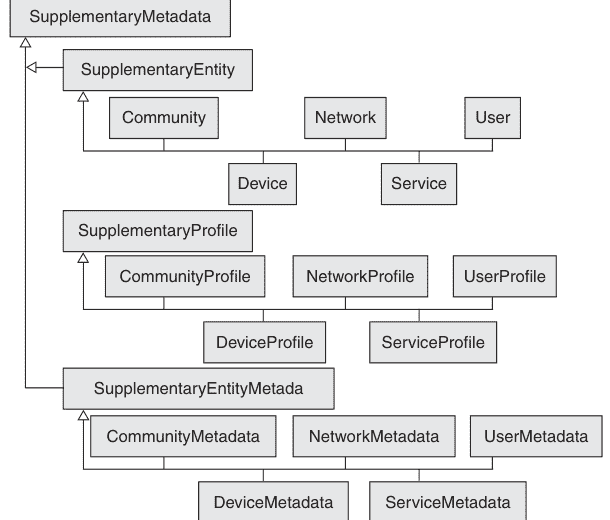 SupplementaryMetadata
SupplementaryEntity
Community
Network
User
Device
Service
SupplementaryProfile
CommunityProfile
NetworkProfile
UserProfile
DeviceProfile
ServiceProfile
SupplementaryEntityMetada
CommunityMetadata
NetworkMetadata
UserMetadata
DeviceMetadata
ServiceMetadata